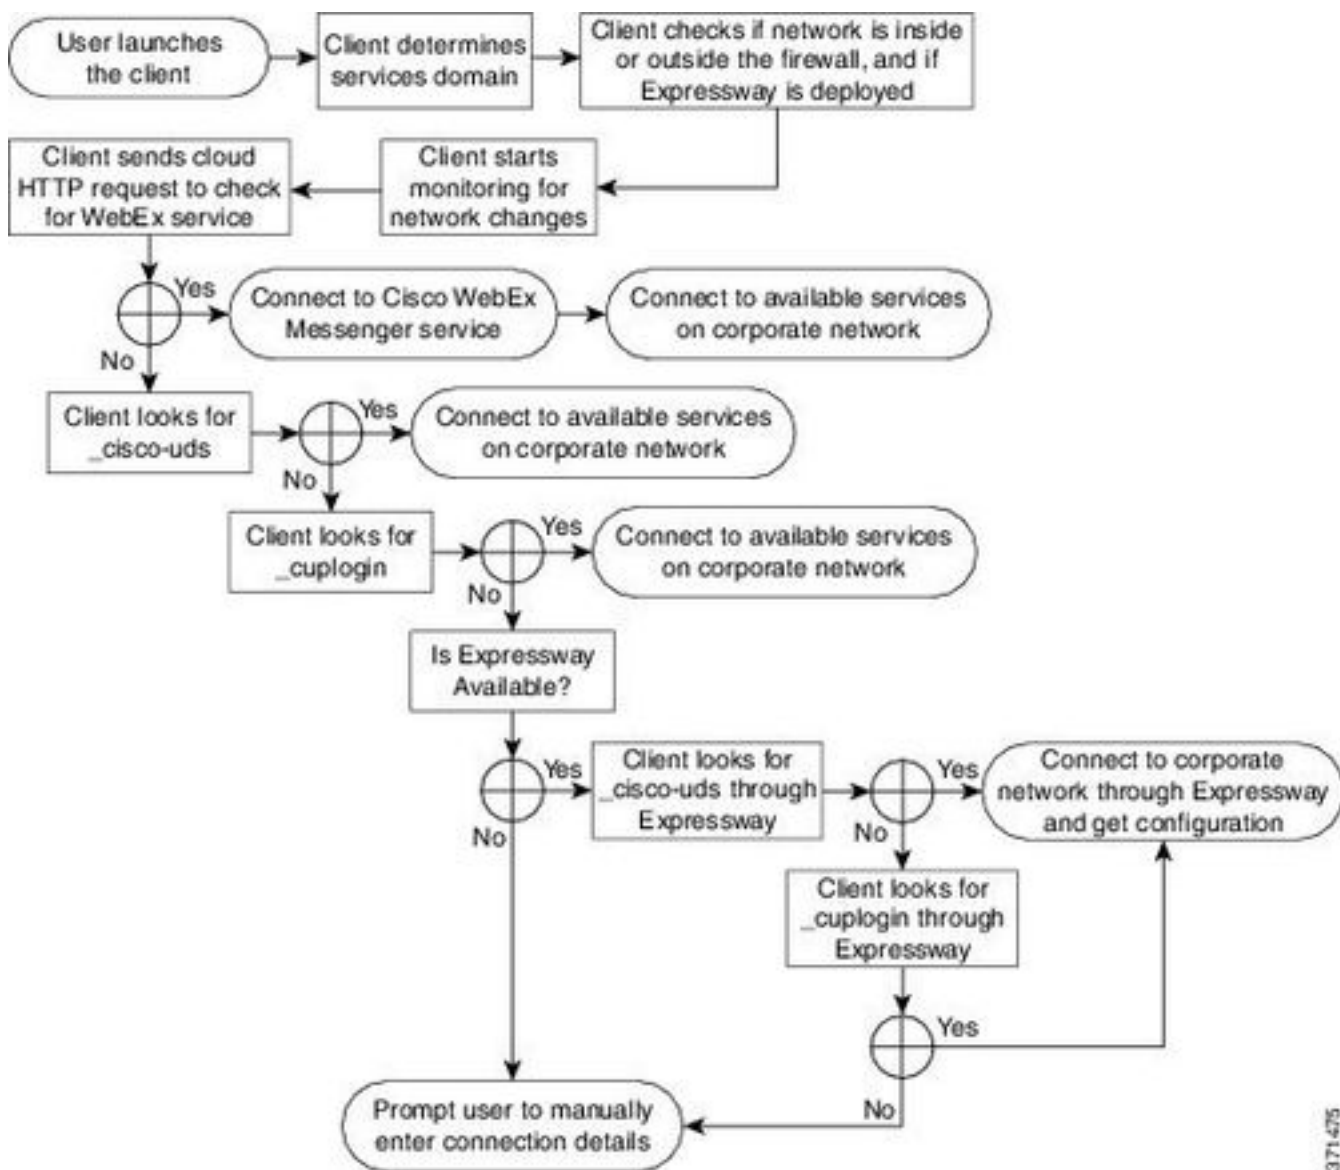 User launches
the client
Client determines
services domain
Client checks if network is inside
or outside the firewall, and if
Expressway is deployed
Client sends cloud
HTTP request to check
for WebEx service
Client starts
monitoring for
network changes
Yes
Connect to Cisco WebEx
Messenger service
Connect to available services
on corporate network
No
Client looks for
_cisco-uds
Yes
Connect to available services
on corporate network
No
Client looks for
_cuplogin
Yes
Connect to available services
on corporate network
No
Is Expressway
Available?
Yes
Client looks for
_cisco-uds through
Expressway
Yes
Connect to corporate
network through Expressway
and get configuration
No
No
Client looks for
_cuplogin through
Expressway
Yes
No
Prompt user to manually
enter connection details
371475